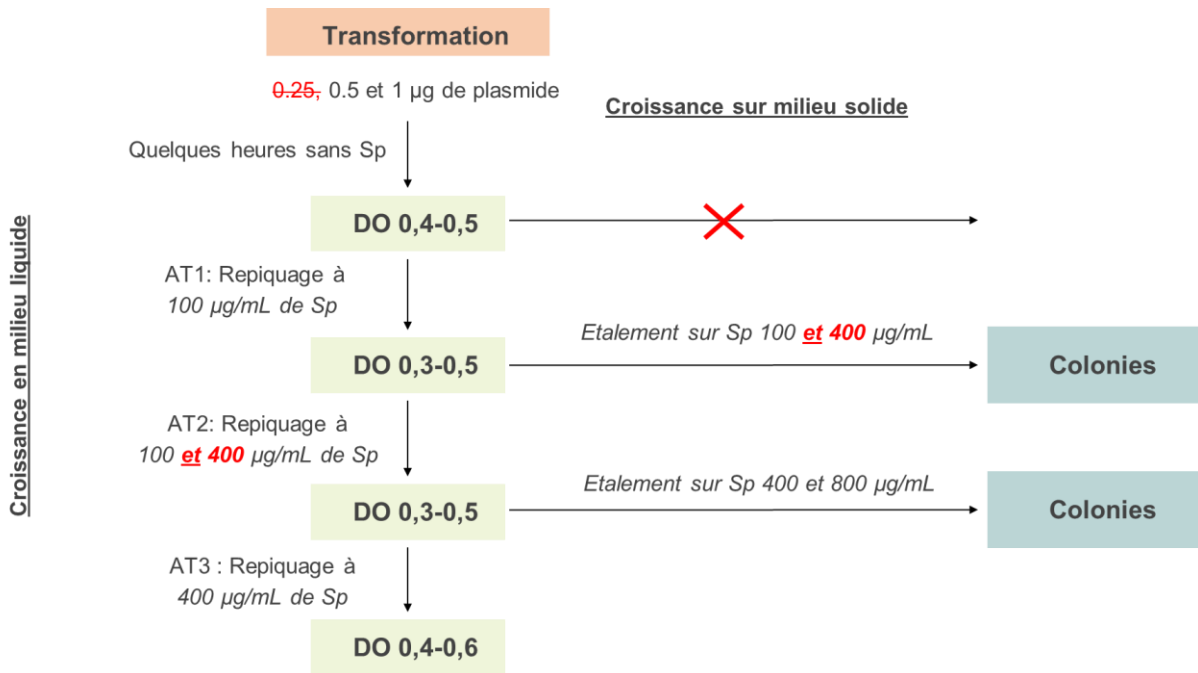 Transformation
0.25, 0.5 et 1 µg de plasmide
Croissance sur milieu solide
Quelques heures sans Sp
Croissance en milieu liquide
DO 0,4-0,5
AT1: Repiquage à
100 µg/mL de Sp
Etalement sur Sp 100 et 400 µg/mL
DO 0,3-0,5
Colonies
AT2: Repiquage à
100 et 400 µg/mL de Sp
Etalement sur Sp 400 et 800 µg/mL
DO 0,3-0,5
Colonies
AT3 : Repiquage à
400 µg/mL de Sp
DO 0,4-0,6